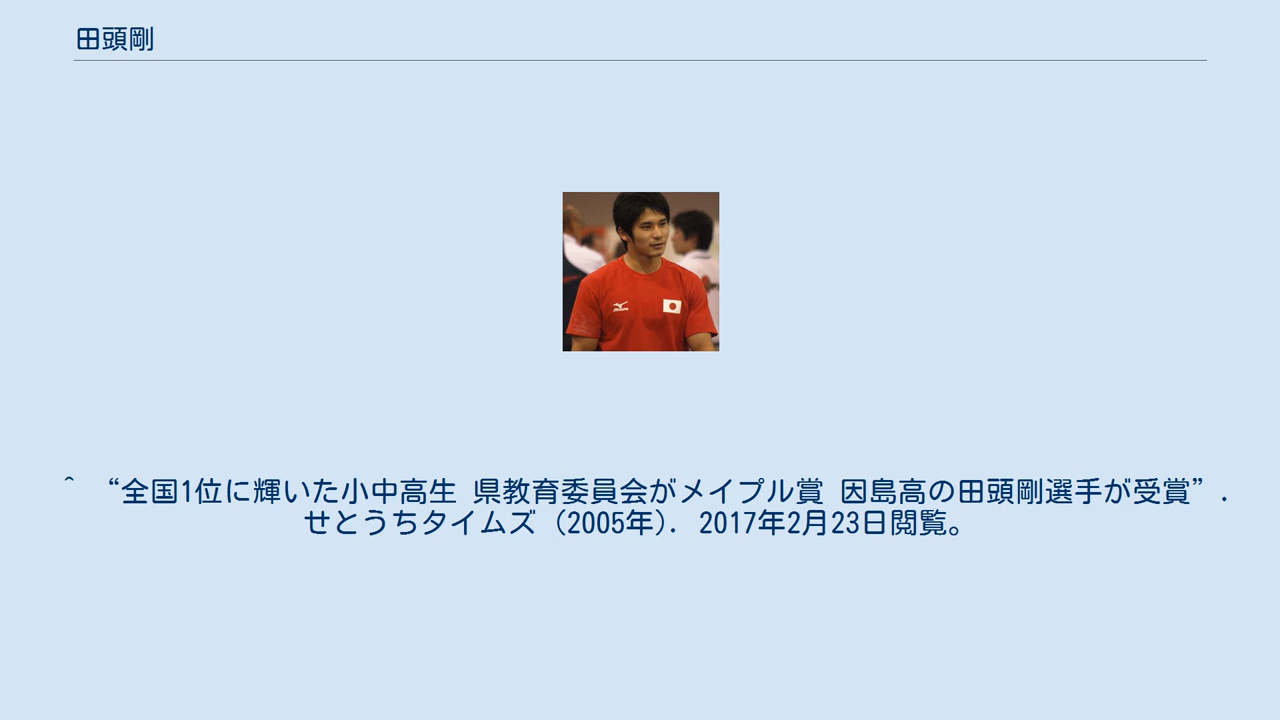 田頭剛
^ “全国1位に輝いた小中高生 県教育委員会がメイプル賞 因島高の田頭剛選手が受賞”.
せとうちタイムズ (2005年). 2017年2月23日閲覧。